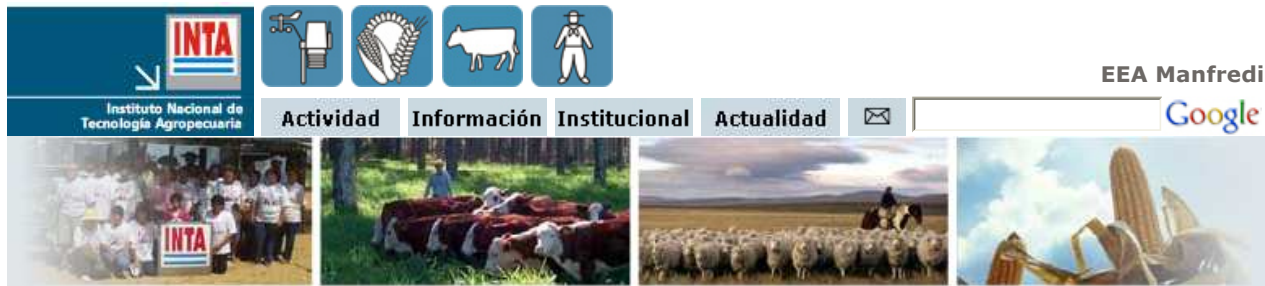 INTA
Instituto Nacional de
Tecnología Agropecuaria
EEA Manfredi
Actividad
Información
Institucional
Actualidad
Google
INTA